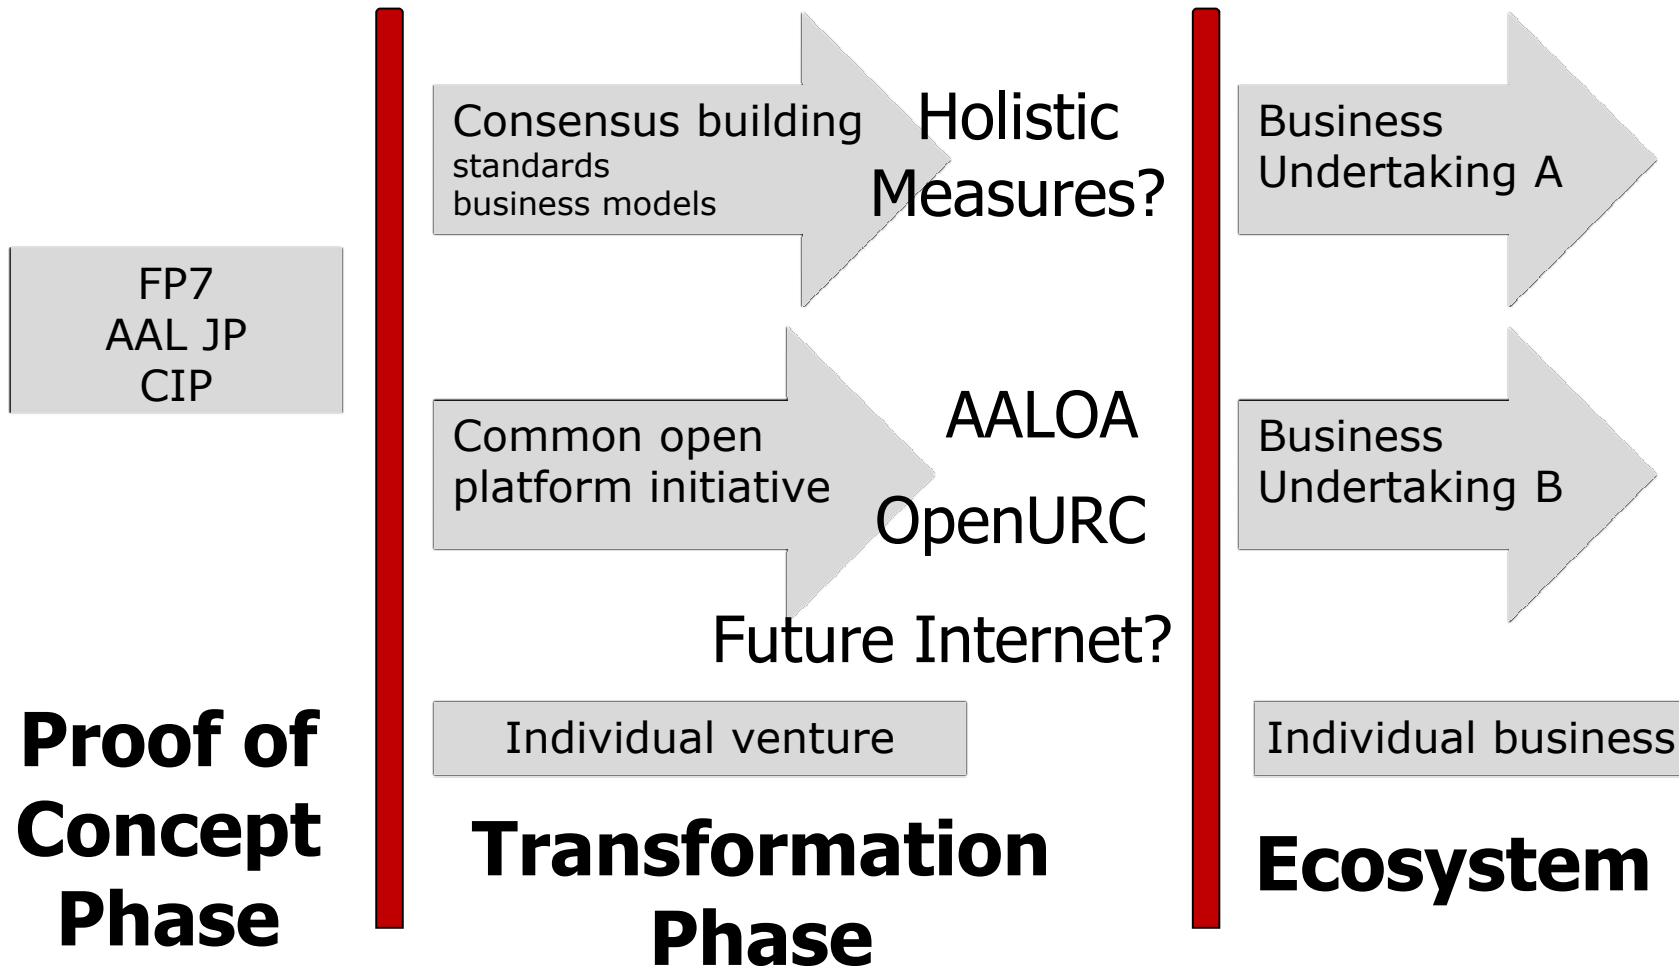 FP7
AAL JP
CIP
Proof of
Concept
Phase
Consensus building
standards
business models
Holistic
Measures?
Common open
platform initiative
AALOA
OpenURC
Future Internet?
Individual venture
Transformation
Phase
Business
Undertaking A
Business
Undertaking B
Individual business
Ecosystem